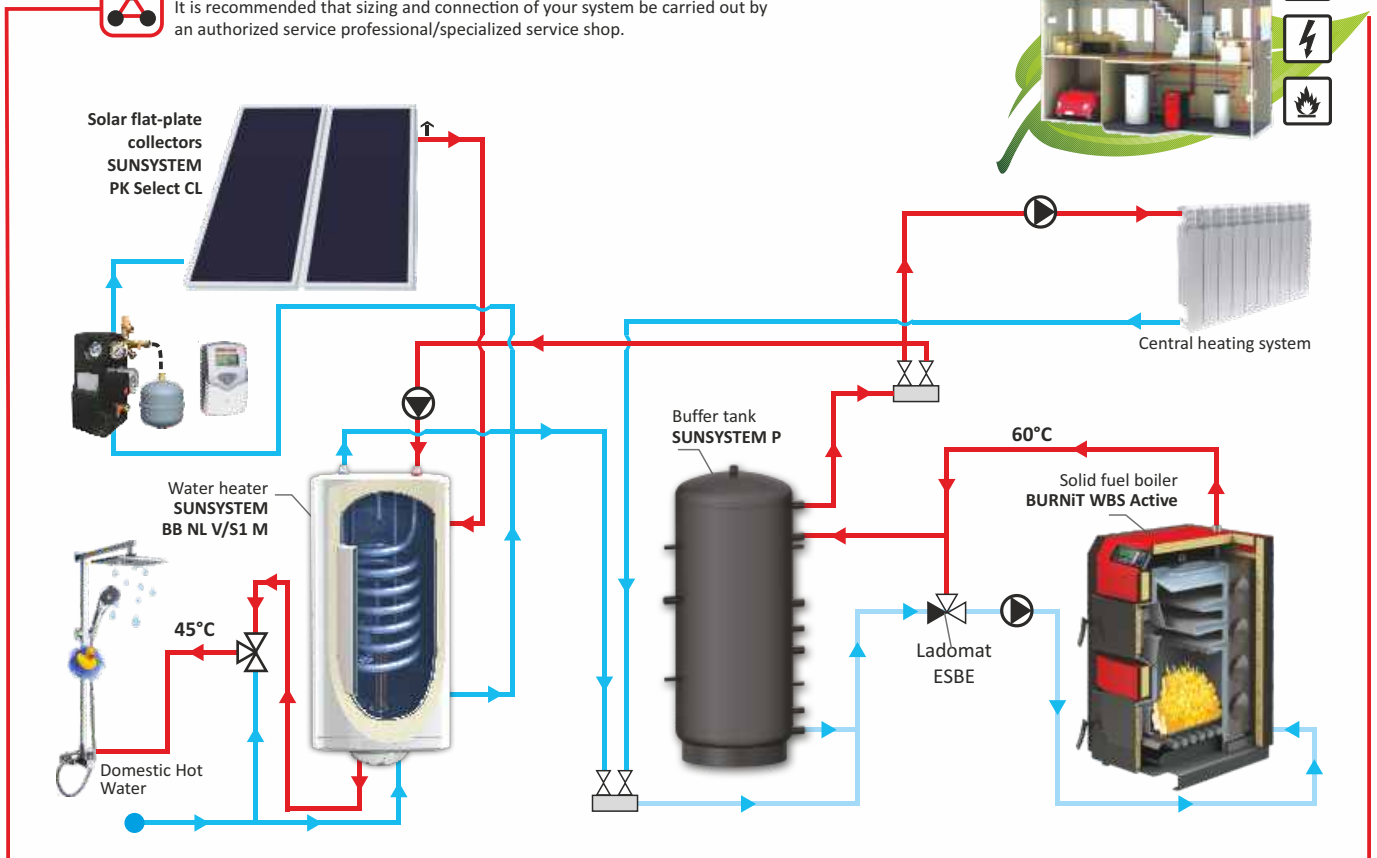 It is recommended that sizing and connection of your system be carried out by
an authorized service professional/specialized service shop.
Solar flat-plate
collectors
SUNSYSTEM
PK Select CL
Central heating system
Buffer tank
SUNSYSTEM P
60°C
Solid fuel boiler
BURNiT WBS Active
Water heater
SUNSYSTEM
BB NL V/S1 M
45°C
Ladomat
ESBE
Domestic Hot
Water